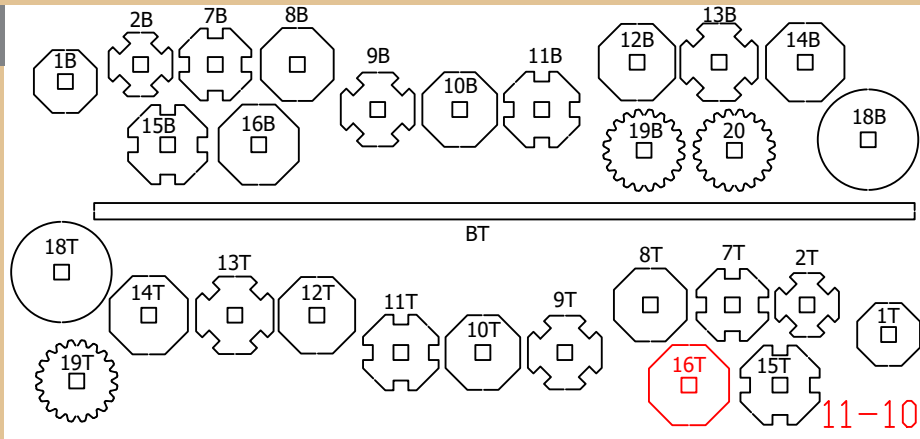 2B 7B 8B 13B
1B 9B 11B 12B 14B
10B
15B 16B 19B 20 18B
BT
18T 13T 8T 7T 2T
14T 12T 11T 9T 1T
10T
19T 16T 15T
11-10